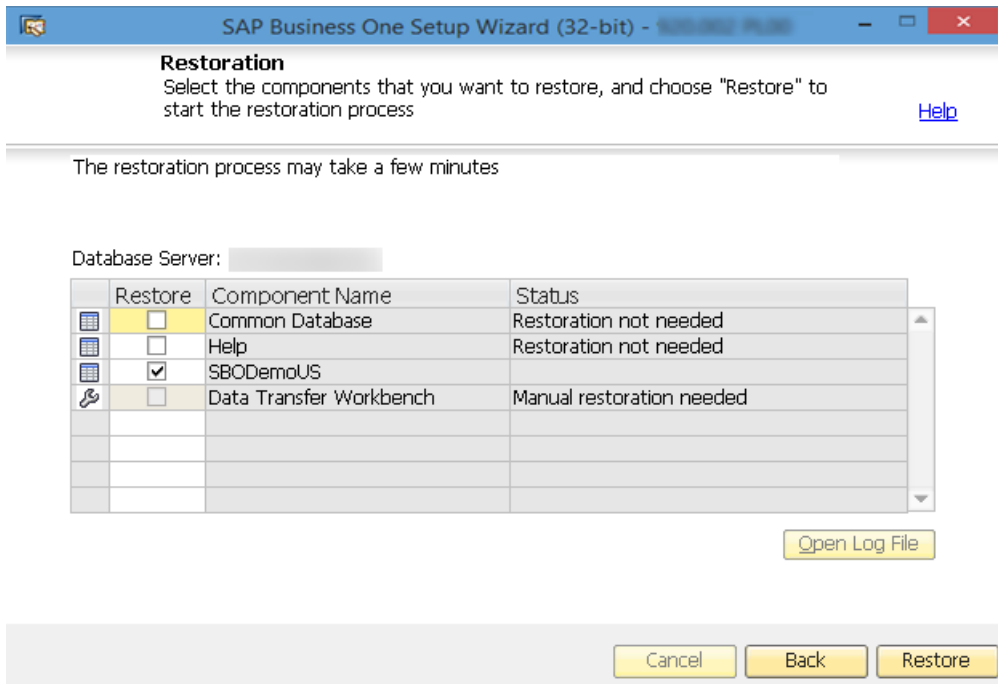 SAP Business One Setup Wizard (32-bit) -
Restoration
Select the components that you want to restore, and choose "Restore" to
start the restoration process
Help
The restoration process may take a few minutes
Database Server:
Restore Component Name Status
Common Database Restoration not needed
Help Restoration not needed
SBODemoUS
Data Transfer Workbench Manual restoration needed
Open Log File
Cancel Back Restore